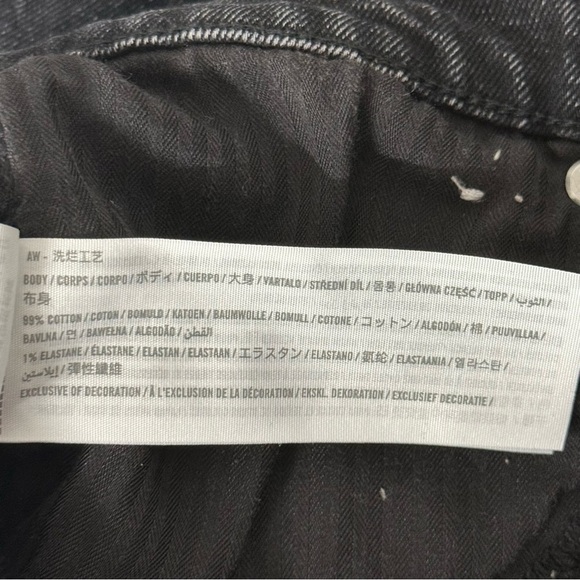 AW - 洗烂工艺
BODY / CORPS / CORPO / ボディ / CUERPO / 大身 / VARTALO / STŘEDNÍ DÍL / 몸통 / GŁÓWNA CZĘŚĆ / TOPP / الثوب /
布身
99% COTTON / COTON / BOMULD / KATOEN / BAUMWOLLE / BOMULL / COTONE / コットン / ALGODÓN / 棉 / PUUVILLAA /
BAVLNA / 면 / BAWEŁNA / ALGODÃO / القطن
1% ELASTANE / ÉLASTANE / ELASTAN / ELASTAAN / エラスタン / ELASTANO / 氨纶 / ELASTAANIA / 엘라스탄 /
إيلاستين / 彈性纖維
EXCLUSIVE OF DECORATION / À L'EXCLUSION DE LA DÉCORATION / EKSKL. DEKORATION / EXCLUSIEF DECORATIE /